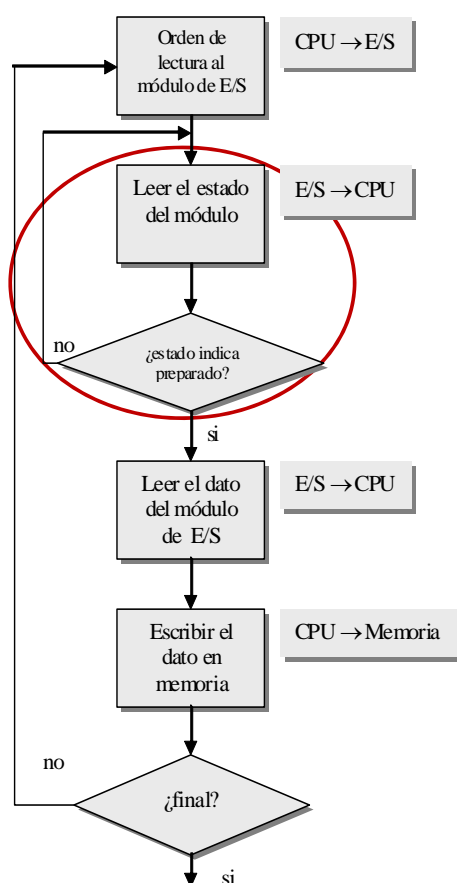 Orden de
lectura al
módulo de E/S
CPU → E/S
Leer el estado
del módulo
E/S → CPU
no
¿estado indica
preparado?
si
Leer el dato
del módulo
de E/S
E/S → CPU
Escribir el
dato en
memoria
CPU → Memoria
no
¿final?
si